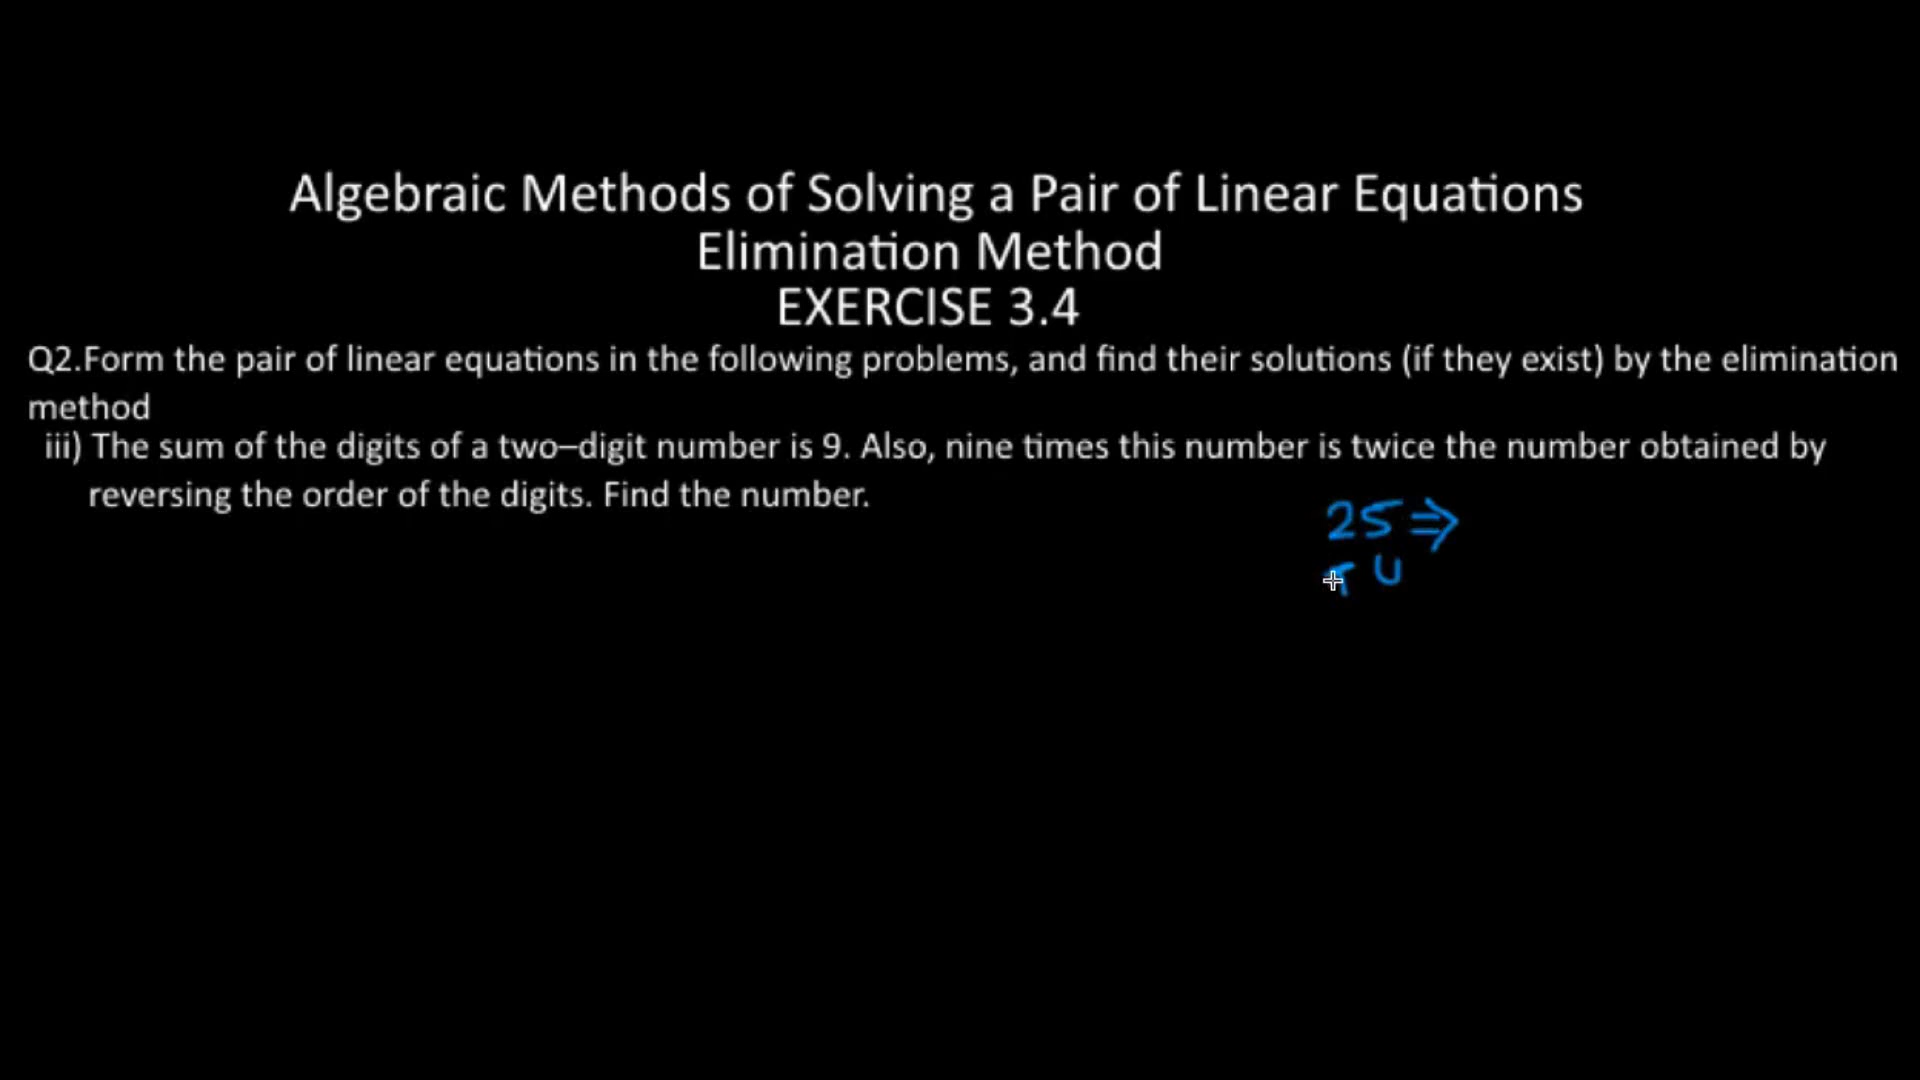 Algebraic Methods of Solving a Pair of Linear Equations
Elimination Method
EXERCISE 3.4
Q2.Form the pair of linear equations in the following problems, and find their solutions (if they exist) by the elimination
method
iii) The sum of the digits of a two–digit number is 9. Also, nine times this number is twice the number obtained by
reversing the order of the digits. Find the number.
25 ⇒
U